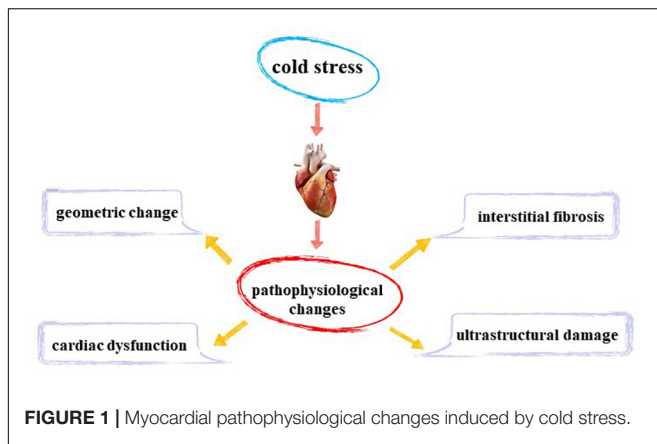 cold stress
geometric change
interstitial fibrosis
pathophysiological
changes
cardiac dysfunction
ultrastructural damage
FIGURE 1 | Myocardial pathophysiological changes induced by cold stress.